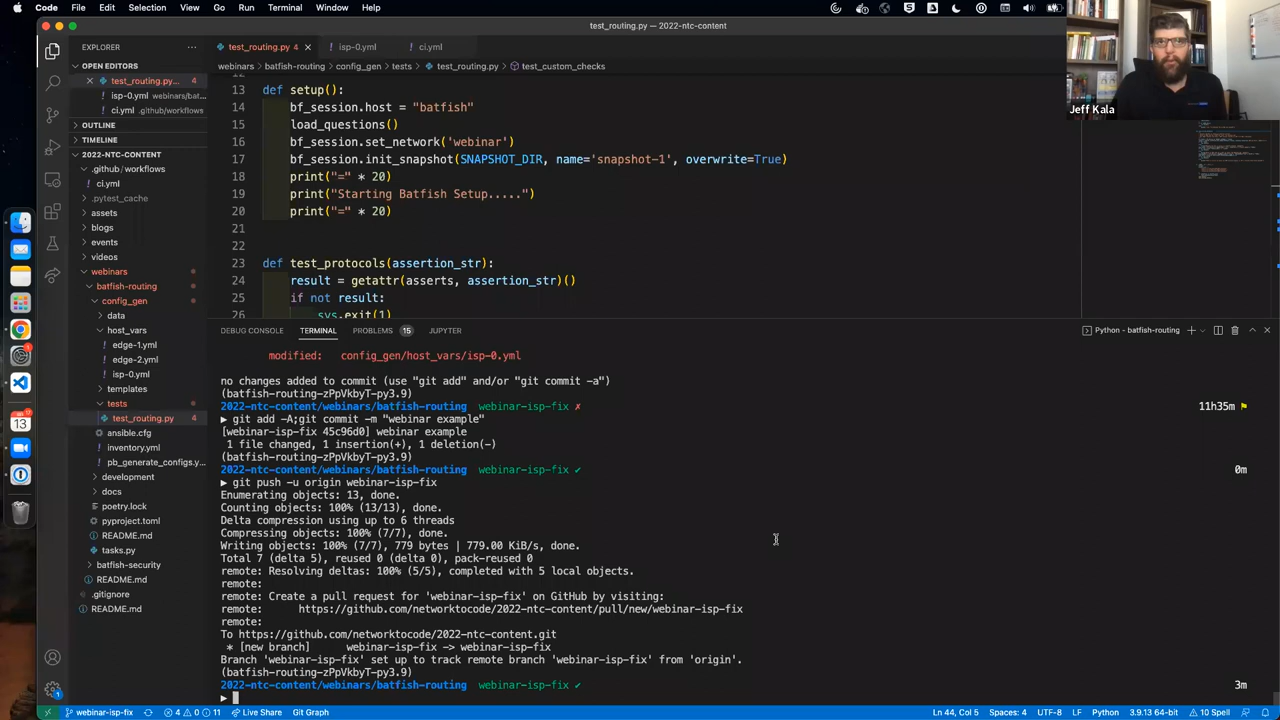 Code File Edit Selection View Go Run Terminal Window Help
test_routing.py — 2022-ntc-content
EXPLORER
test_routing.py 4 isp-0.yml ci.yml
OPEN EDITORS
webinars batfish-routing config_gen tests test_routing.py test_custom_checks
test_routing.py... 4
isp-0.yml webinars/bat...
ci.yml .github/workflows
OUTLINE
TIMELINE
2022-NTC-CONTENT
.github/workflows
ci.yml
.pytest_cache
assets
blogs
events
videos
webinars
batfish-routing
config_gen
data
host_vars
edge-1.yml
edge-2.yml
isp-0.yml
templates
tests
test_routing.py 4
ansible.cfg
inventory.yml
pb_generate_configs.y...
development
docs
poetry.lock
pyproject.toml
README.md
tasks.py
batfish-security
README.md
.gitignore
README.md
12
13 def setup():
14 bf_session.host = "batfish"
15 load_questions()
16 bf_session.set_network('webinar')
17 bf_session.init_snapshot(SNAPSHOT_DIR, name='snapshot-1', overwrite=True)
18 print("=" * 20)
19 print("Starting Batfish Setup.....")
20 print("=" * 20)
21
22
23 def test_protocols(assertion_str):
24 result = getattr(asserts, assertion_str)()
25 if not result:
26 sys.exit(1)
DEBUG CONSOLE TERMINAL PROBLEMS 15 JUPYTER Python - batfish-routing
modified: config_gen/host_vars/isp-0.yml
no changes added to commit (use "git add" and/or "git commit -a")
(batfish-routing-zPpVkbyT-py3.9)
2022-ntc-content/webinars/batfish-routing webinar-isp-fix ✗ 11h35m
▶ git add -A;git commit -m "webinar example"
[webinar-isp-fix 45c96d0] webinar example
1 file changed, 1 insertion(+), 1 deletion(-)
(batfish-routing-zPpVkbyT-py3.9)
2022-ntc-content/webinars/batfish-routing webinar-isp-fix ✔ 0m
▶ git push -u origin webinar-isp-fix
Enumerating objects: 13, done.
Counting objects: 100% (13/13), done.
Delta compression using up to 6 threads
Compressing objects: 100% (7/7), done.
Writing objects: 100% (7/7), 779 bytes | 779.00 KiB/s, done.
Total 7 (delta 5), reused 0 (delta 0), pack-reused 0
remote: Resolving deltas: 100% (5/5), completed with 5 local objects.
remote:
remote: Create a pull request for 'webinar-isp-fix' on GitHub by visiting:
remote: https://github.com/networktocode/2022-ntc-content/pull/new/webinar-isp-fix
remote:
To https://github.com/networktocode/2022-ntc-content.git
* [new branch] webinar-isp-fix -> webinar-isp-fix
Branch 'webinar-isp-fix' set up to track remote branch 'webinar-isp-fix' from 'origin'.
(batfish-routing-zPpVkbyT-py3.9)
2022-ntc-content/webinars/batfish-routing webinar-isp-fix ✔ 3m
▶
webinar-isp-fix 4 0 11 Live Share Git Graph Ln 44, Col 5 Spaces: 4 UTF-8 LF Python 3.9.13 64-bit 10 Spell
Jeff Kala
13